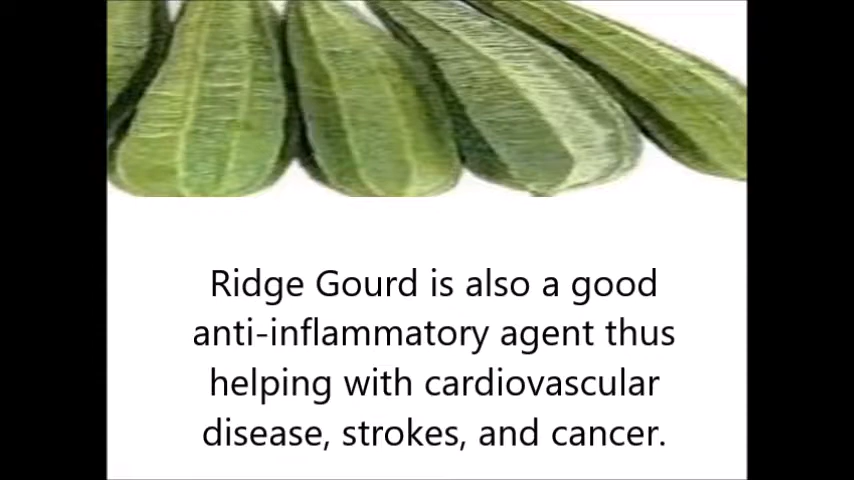 Ridge Gourd is also a good
anti-inflammatory agent thus
helping with cardiovascular
disease, strokes, and cancer.